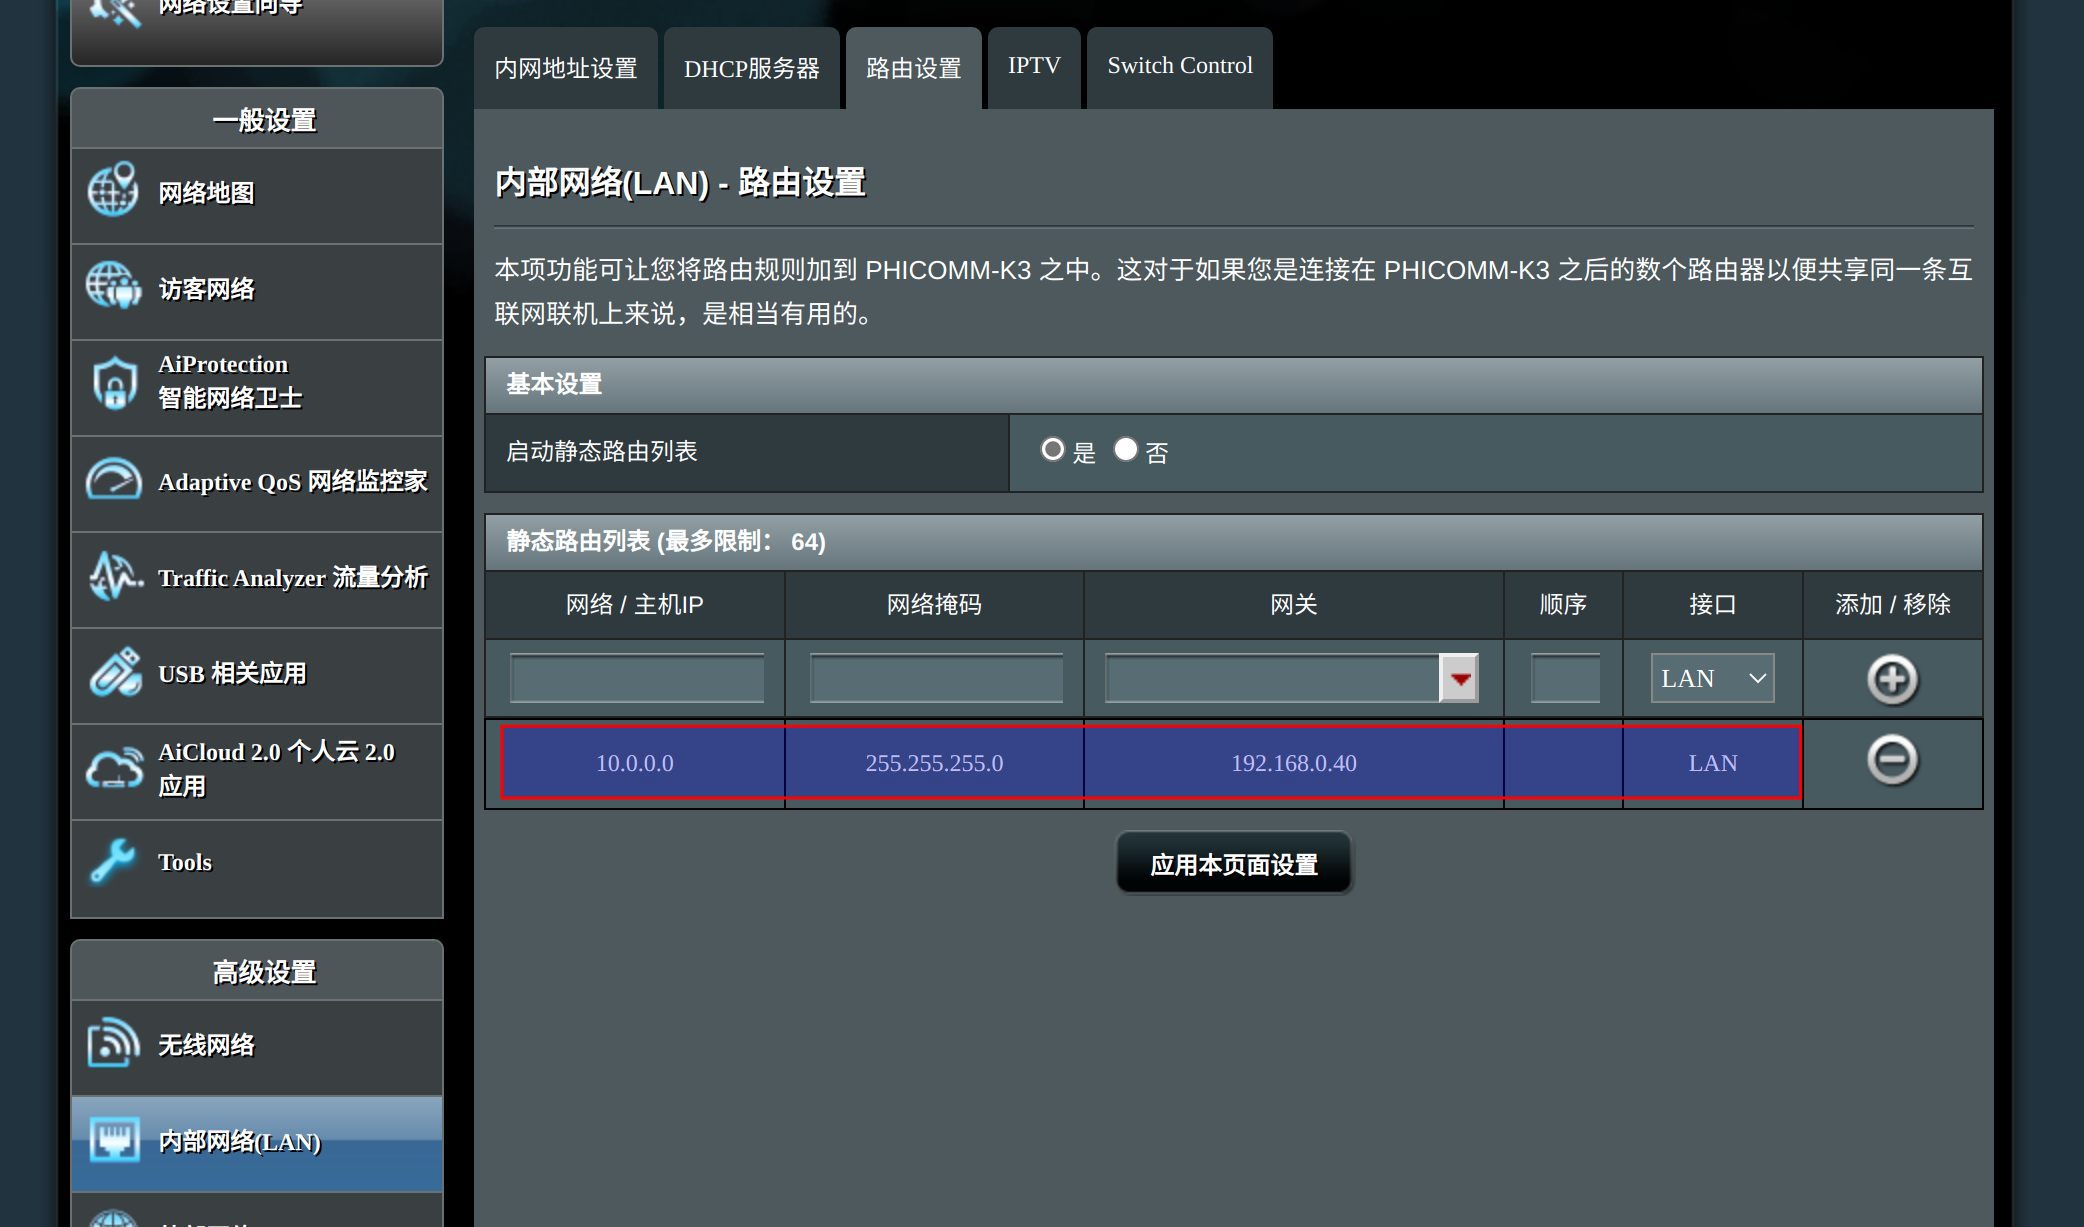 网络设置向导
一般设置
网络地图
访客网络
AiProtection
智能网络卫士
Adaptive QoS 网络监控家
Traffic Analyzer 流量分析
USB 相关应用
AiCloud 2.0 个人云 2.0
应用
Tools
高级设置
无线网络
内部网络(LAN)
内网地址设置 DHCP服务器 路由设置 IPTV Switch Control
内部网络(LAN) - 路由设置
本项功能可让您将路由规则加到 PHICOMM-K3 之中。这对于如果您是连接在 PHICOMM-K3 之后的数个路由器以便共享同一条互
联网联机上来说，是相当有用的。
基本设置
启动静态路由列表 是 否
静态路由列表 (最多限制： 64)
网络 / 主机IP 网络掩码 网关 顺序 接口 添加 / 移除
LAN
10.0.0.0 255.255.255.0 192.168.0.40 LAN
应用本页面设置